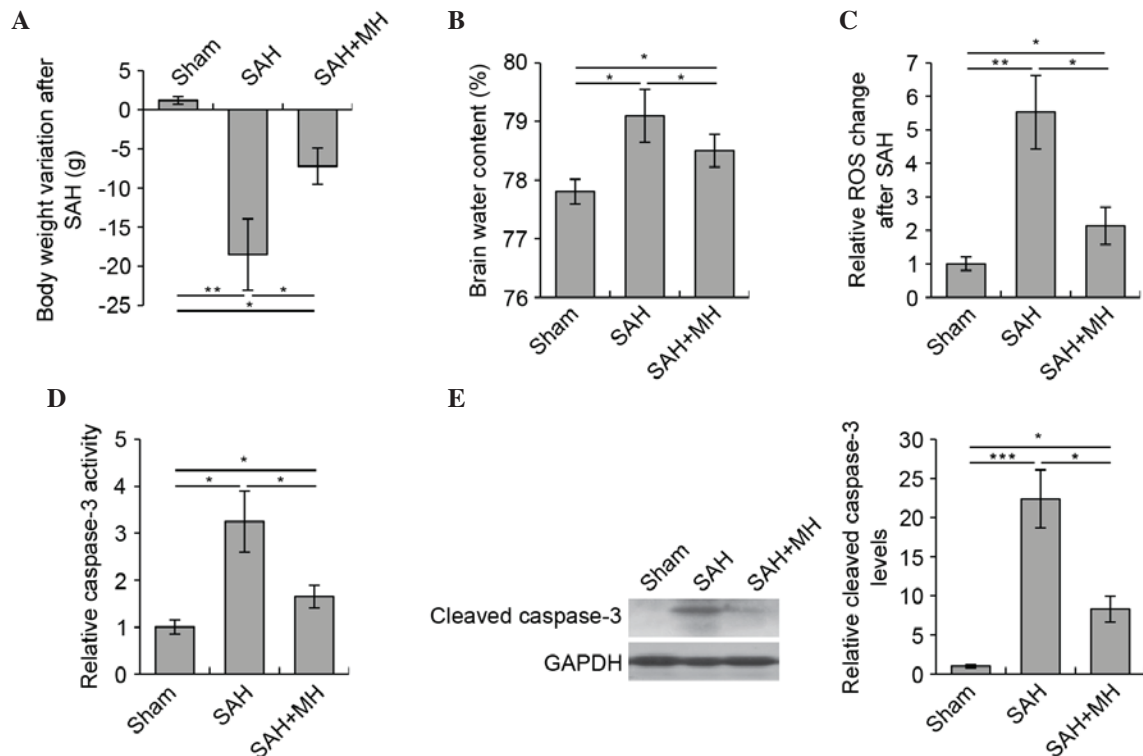 A
Sham
SAH
SAH+MH
Body weight variation after
SAH (g)
5
0
-5
-10
-15
-20
-25
**
*
*
B
Brain water content (%)
80
79
78
77
76
*
*
*
Sham
SAH
SAH+MH
C
Relative ROS change
after SAH
7
6
5
4
3
2
1
0
*
**
*
Sham
SAH
SAH+MH
D
Relative caspase-3 activity
5
4
3
2
1
0
*
*
*
Sham
SAH
SAH+MH
E
Sham
SAH
SAH+MH
Cleaved caspase-3
GAPDH
Relative cleaved caspase-3
levels
30
25
20
15
10
5
0
*
***
*
Sham
SAH
SAH+MH